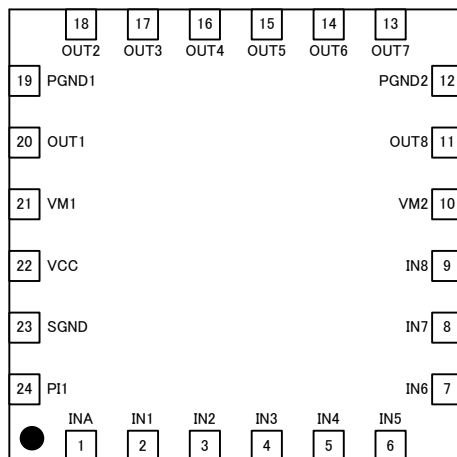 18 17 16 15 14 13
OUT2 OUT3 OUT4 OUT5 OUT6 OUT7
19 PGND1 PGND2 12
20 OUT1 OUT8 11
21 VM1 VM2 10
22 VCC IN8 9
23 SGND IN7 8
24 PI1 IN6 7
INA IN1 IN2 IN3 IN4 IN5
1 2 3 4 5 6